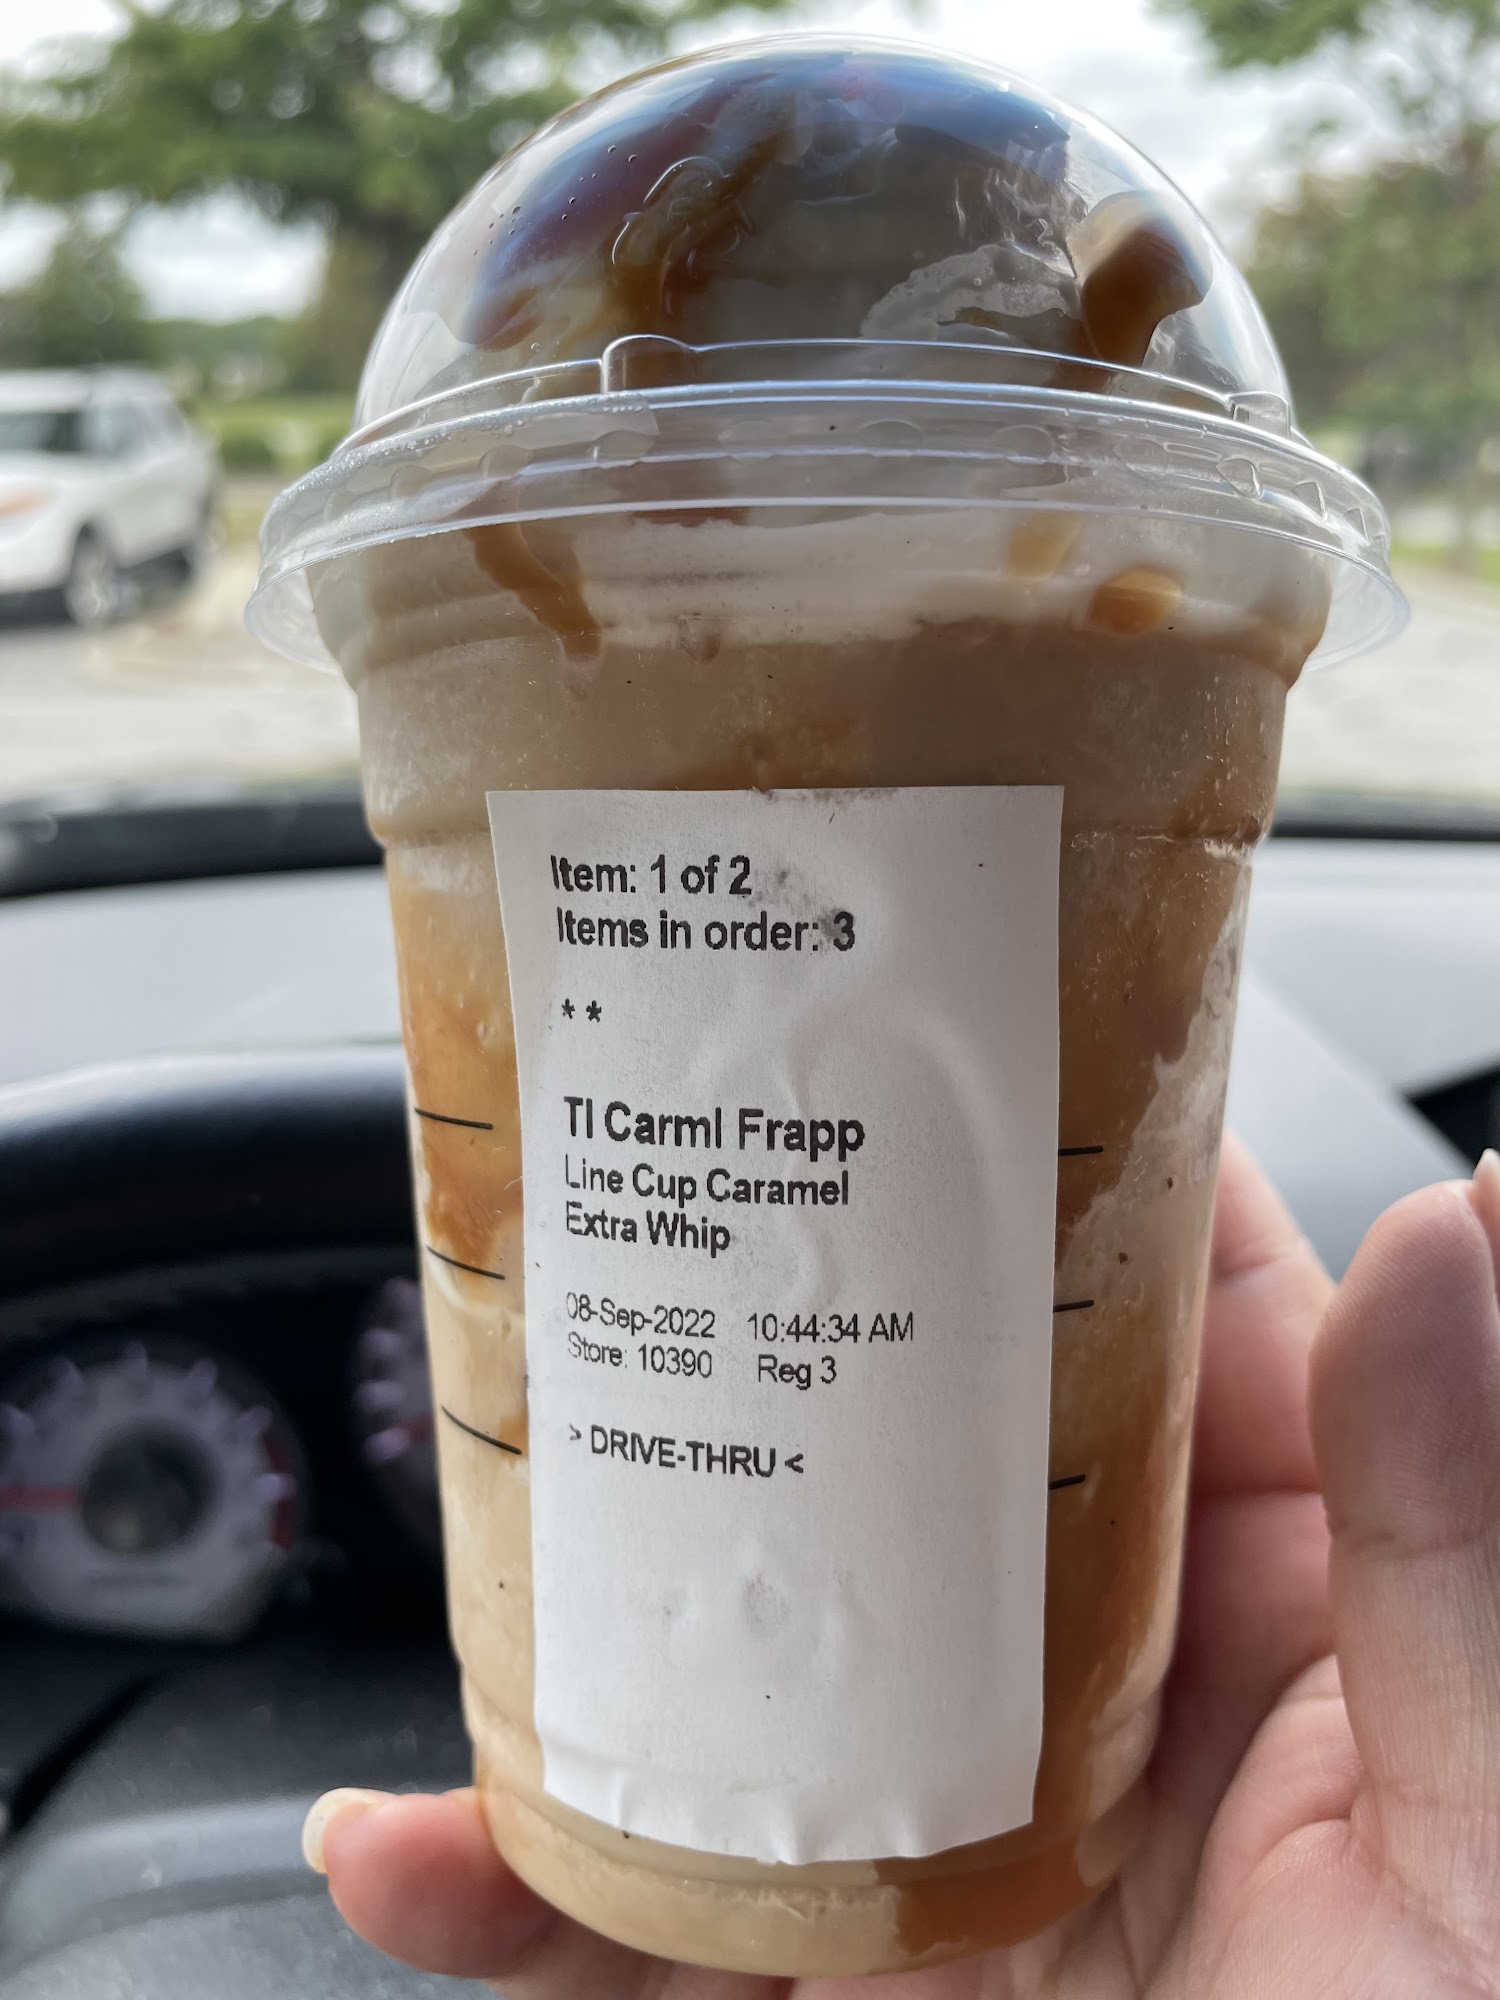 Item: 1 of 2
Items in order: 3
* *
Tl Carml Frapp
Line Cup Caramel
Extra Whip
08-Sep-2022 10:44:34 AM
Store: 10390 Reg 3
> DRIVE-THRU <